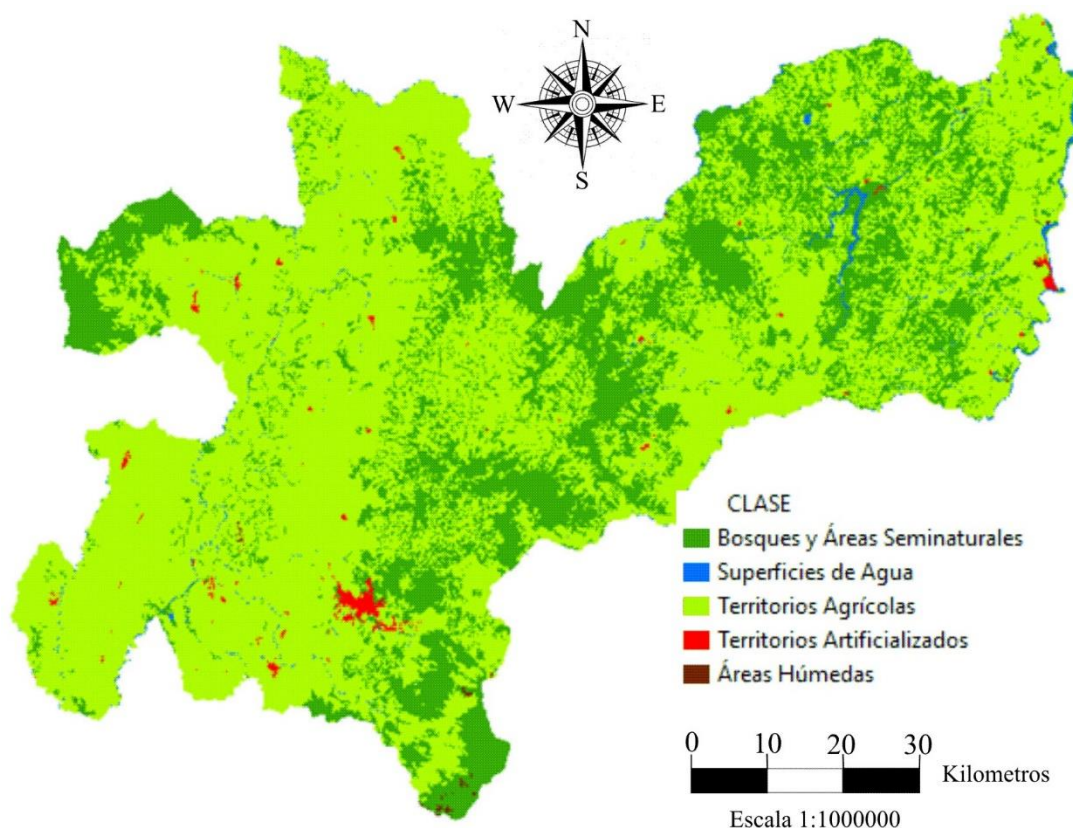 N
W E
S
CLASE
Bosques y Áreas Seminaturales
Superficies de Agua
Territorios Agrícolas
Territorios Artificializados
Áreas Húmedas
0 10 20 30
Kilometros
Escala 1:1000000